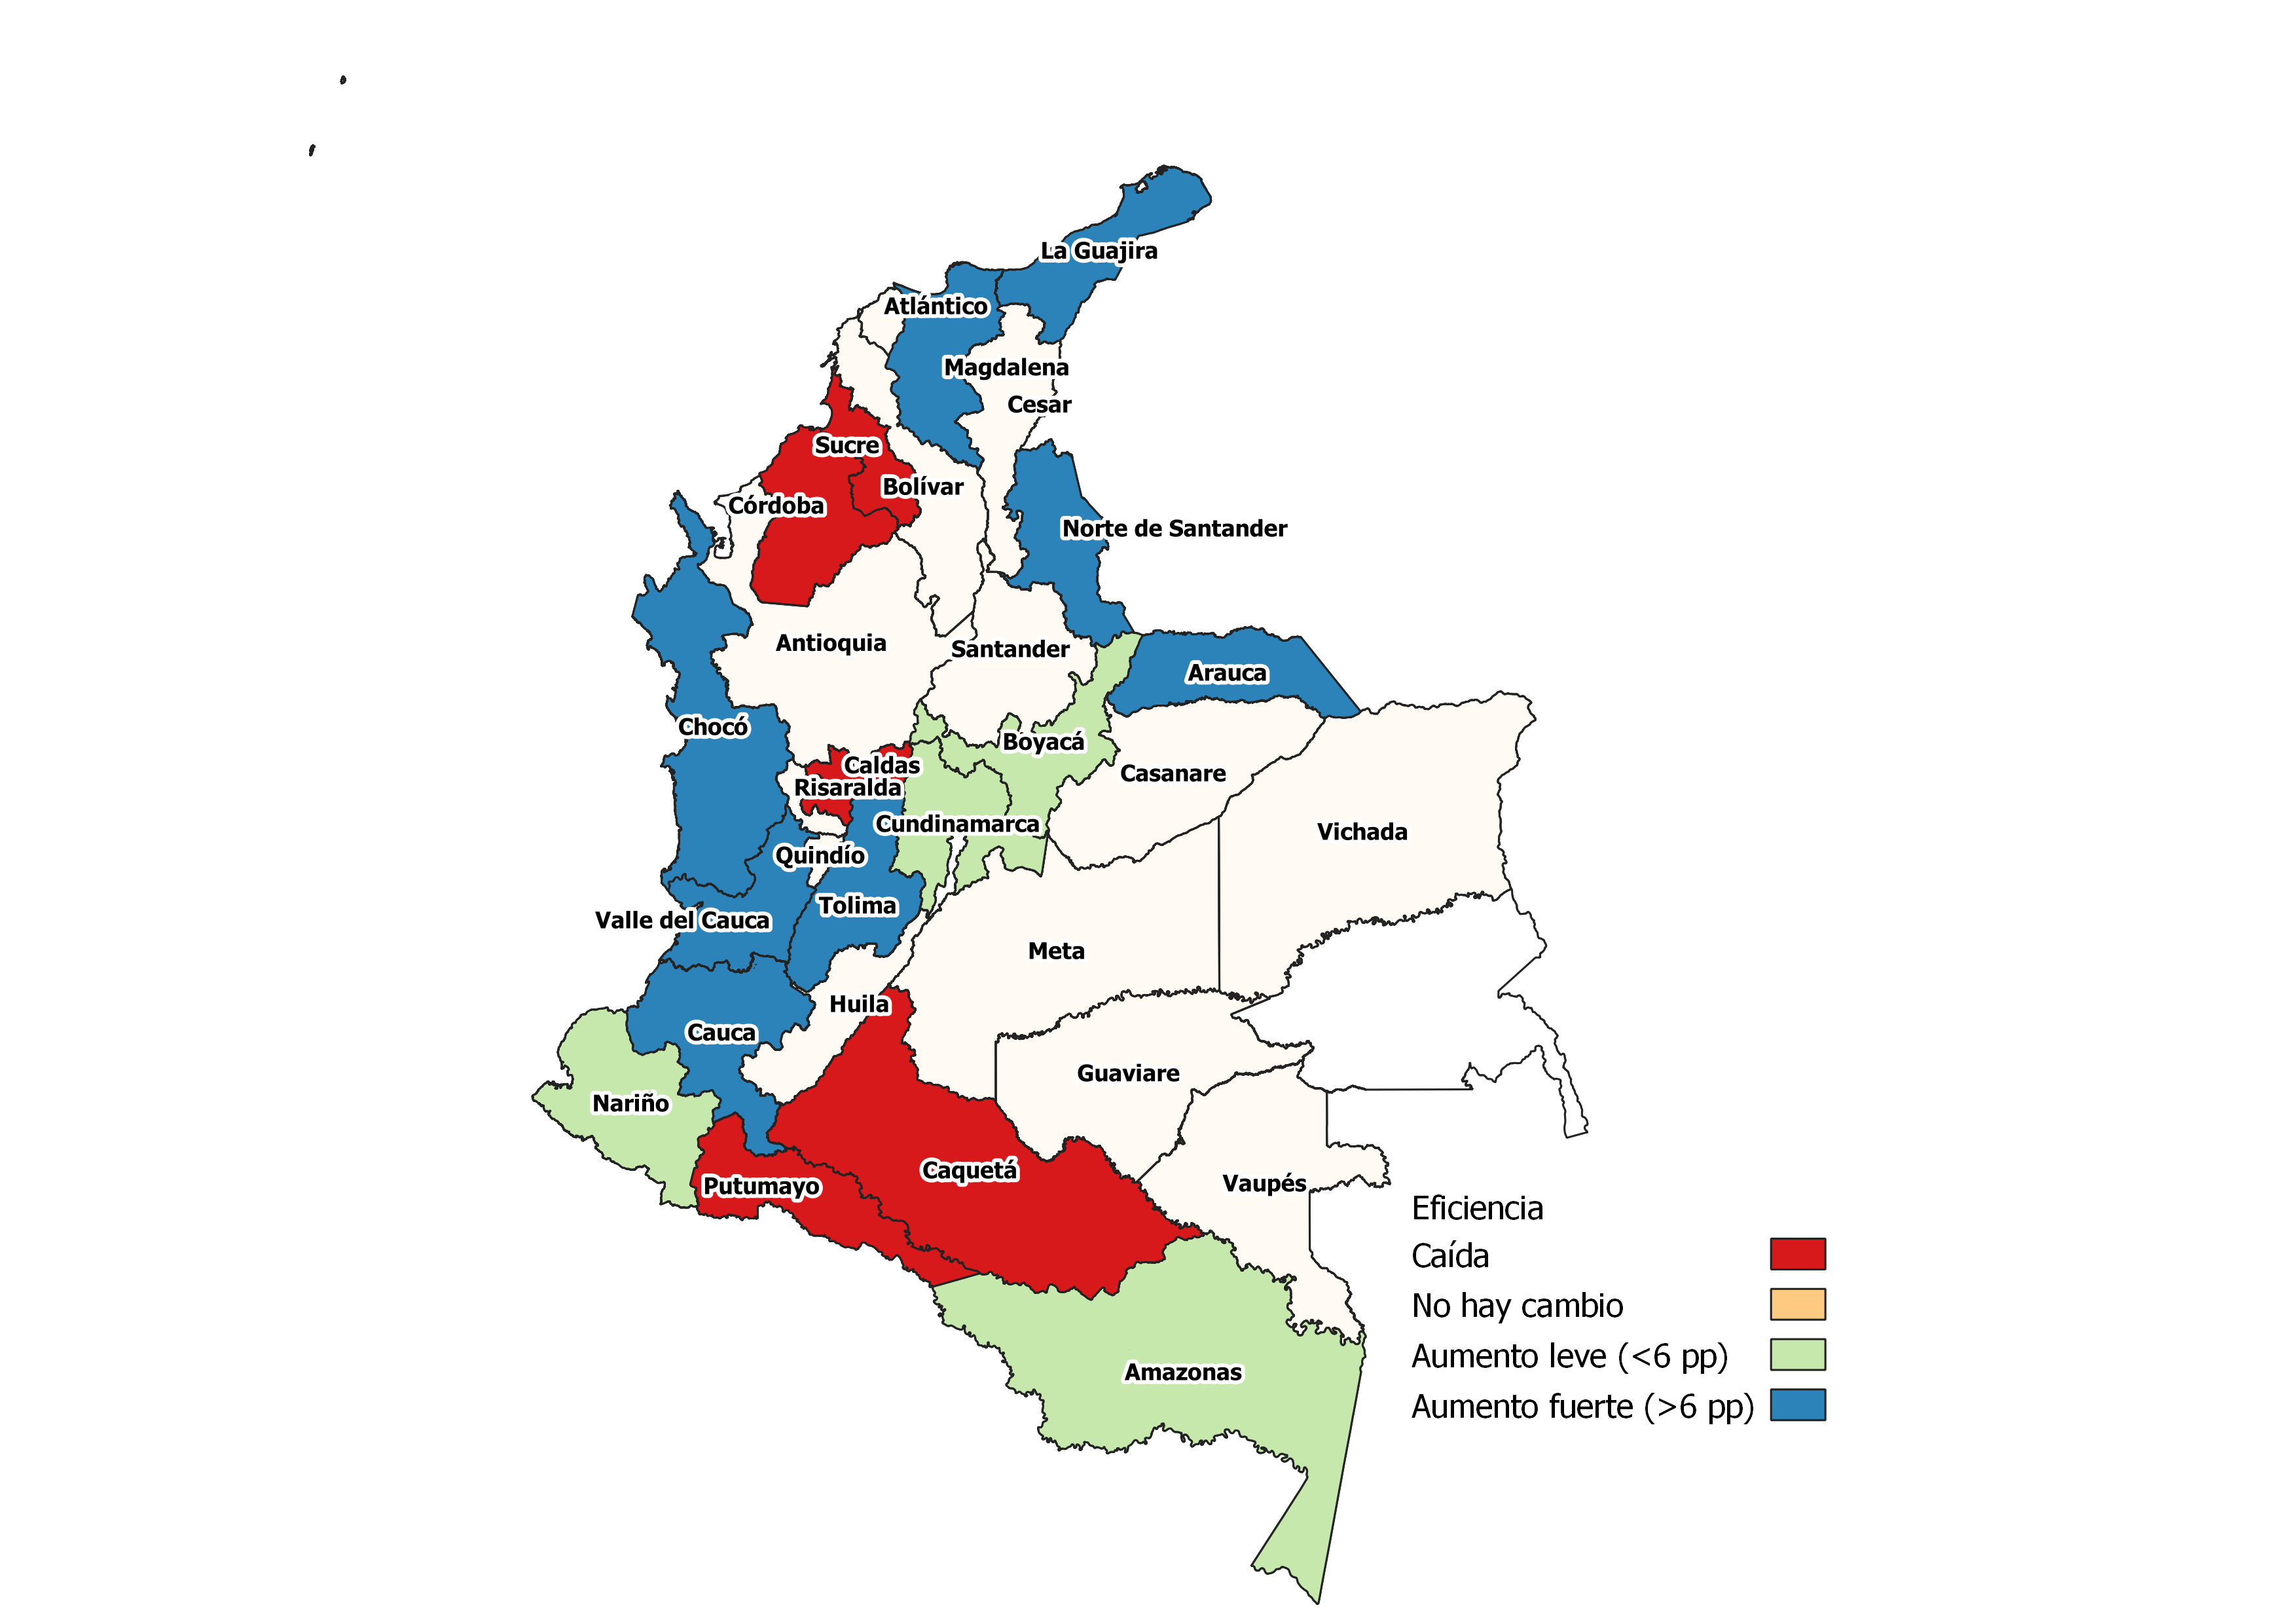 La Guajira
Atlántico
Magdalena
Cesar
Sucre
Bolívar
Córdoba
Norte de Santander
Antioquia
Santander
Arauca
Chocó
Boyacá
Caldas
Casanare
Risaralda
Cundinamarca
Vichada
Quindío
Tolima
Valle del Cauca
Meta
Huila
Cauca
Guaviare
Nariño
Caquetá
Vaupés
Putumayo
Amazonas
Eficiencia
Caída
No hay cambio
Aumento leve (<6 pp)
Aumento fuerte (>6 pp)